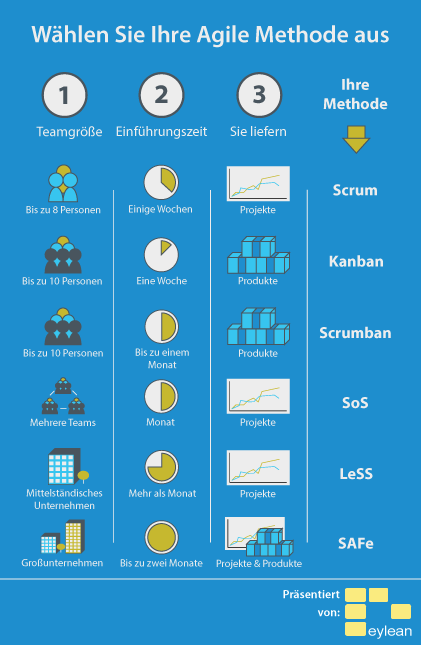 Wählen Sie Ihre Agile Methode aus
1 2 3 Ihre
Methode
Teamgröße Einführungszeit Sie liefern
Bis zu 8 Personen Einige Wochen Projekte Scrum
Bis zu 10 Personen Eine Woche Produkte Kanban
Bis zu 10 Personen Bis zu einem Produkte Scrumban
Monat
Mehrere Teams Monat Projekte SoS
Mittelständisches Mehr als Monat Projekte LeSS
Unternehmen
Großunternehmen Bis zu zwei Monate Projekte & Produkte SAFe
Präsentiert
von: eylean